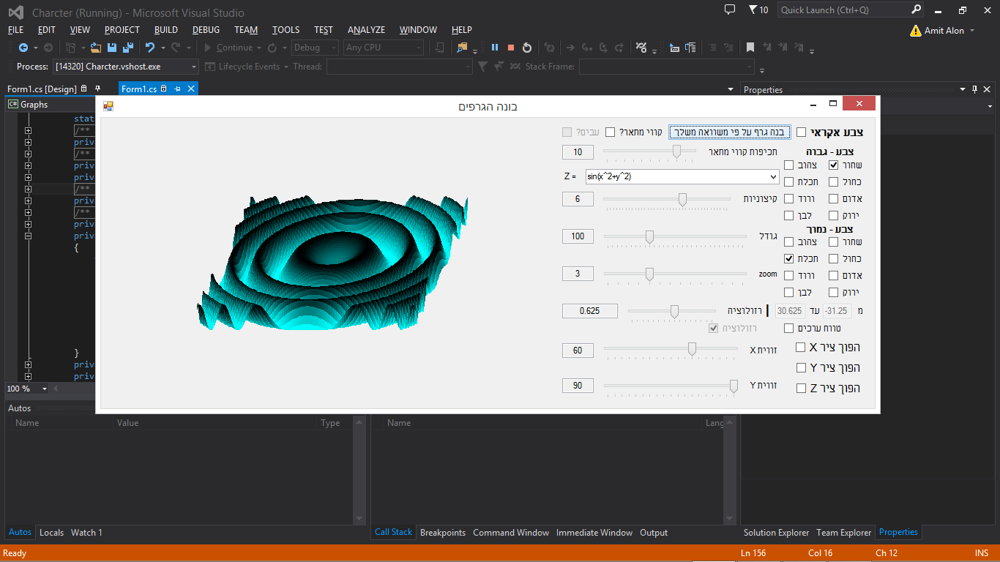 Charcter (Running) - Microsoft Visual Studio
10
Quick Launch (Ctrl+Q)
FILE EDIT VIEW PROJECT BUILD DEBUG TEAM TOOLS TEST ANALYZE WINDOW HELP
Amit Alon
Continue Debug Any CPU
Process: [14320] Charcter.vshost.exe Lifecycle Events Thread: Stack Frame:
Form1.cs [Design] Form1.cs
Properties
C# Graphs
בונה הגרפים
stat
/**
priv
/**
priv
priv
/**
priv
/**
priv
priv
{
}
priv
priv
צבע אקראי
בנה גרף על פי משוואה משלך
קווי מתאר?
עבים?
תכיפות קווי מתאר
10
Z =
sin(x^2+y^2)
קיצוניות
6
גודל
100
zoom
3
רזולוציה
0.625
מ -31.25 עד 30.625
רזולוציה
טווח ערכים
זווית X
60
זווית Y
90
צבע - גבוה
שחור צהוב
כחול תכלת
אדום ורוד
ירוק לבן
צבע - נמוך
שחור צהוב
כחול תכלת
אדום ורוד
ירוק לבן
הפוך ציר X
הפוך ציר Y
הפוך ציר Z
100 %
Autos
Name Value Type
Name Lang
Autos Locals Watch 1
Call Stack Breakpoints Command Window Immediate Window Output
Solution Explorer Team Explorer Properties
Ready
Ln 156 Col 16 Ch 12 INS